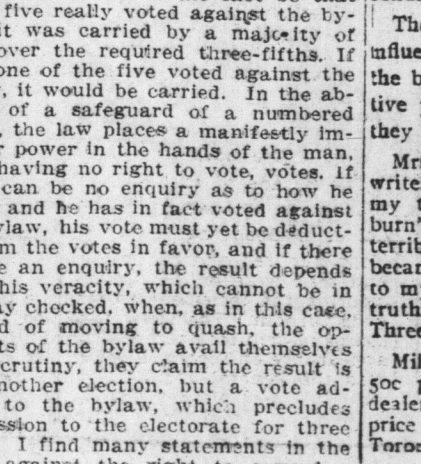 five really voted against the by-
it was carried by a majority of
over the required three-fifths. If
one of the five voted against the
, it would be carried. In the ab-
of a safeguard of a numbered
, the law places a manifestly im-
r power in the hands of the man,
having no right to vote, votes. If
can be no enquiry as to how he
and he has in fact voted against
ylaw, his vote must yet be deduct-
m the votes in favor, and if there
e an enquiry, the result depends
his veracity, which cannot be in
ay checked, when, as in this case,
d of moving to quash, the op-
ts of the bylaw avail themselves
crutiny, they claim the result is
nother election, but a vote ad-
to the bylaw, which precludes
ssion to the electorate for three
I find many statements in the
against the right to
Th
influe
the b
tive
they
Mr
write
my t
burn'
terrib
becar
to my
truth
Three
Mil
50c p
deale
price
Toro